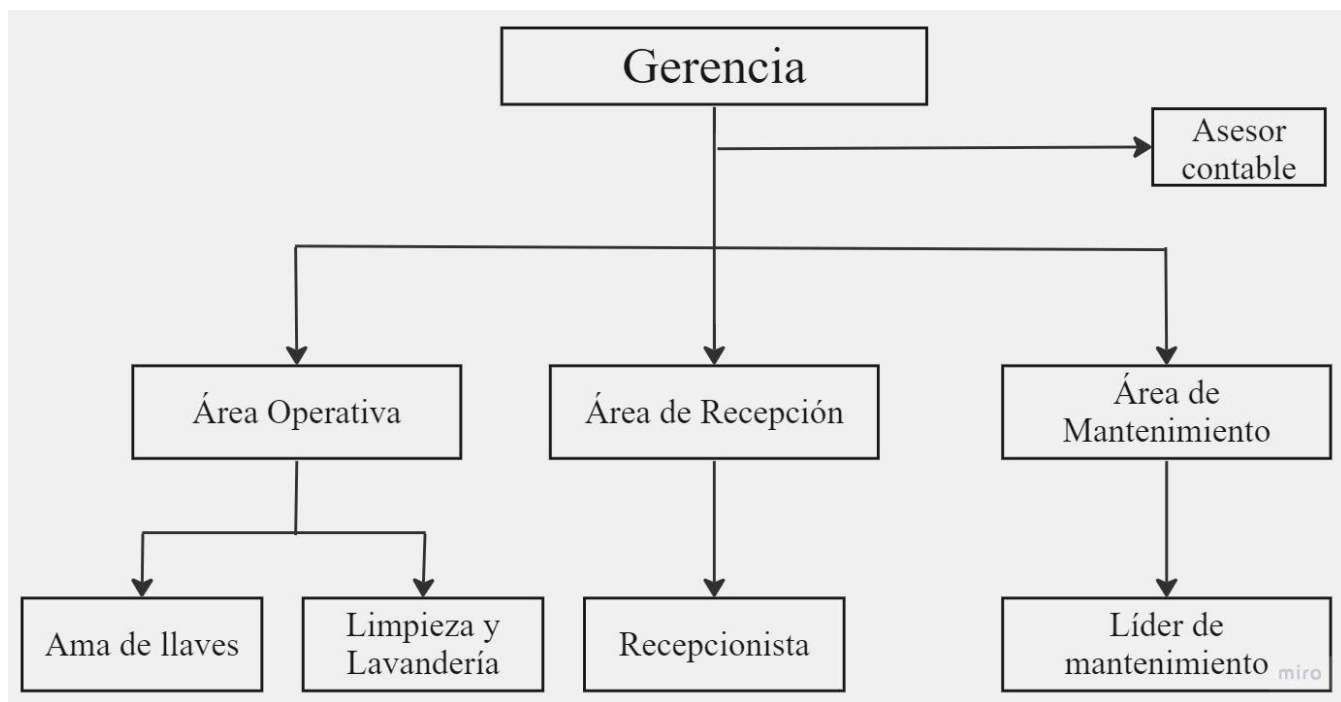 Gerencia
Asesor
contable
Área Operativa
Área de Recepción
Área de
Mantenimiento
Ama de llaves
Limpieza y
Lavandería
Recepcionista
Líder de
mantenimiento
miro